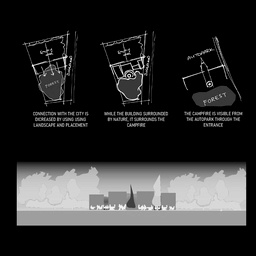 FOREST
AUTOPARK
FOREST
CONNECTION WITH THE CITY IS
DICREASED BY USING USING
LANDSCAPE AND PLACEMENT
WHILE THE BUILDING SURROUNDED
BY NATURE, IT SURROUNDS THE
CAMPFIRE
THE CAMPFIRE IS VISIBLE FROM
THE AUTOPARK THROUGH THE
ENTRANCE